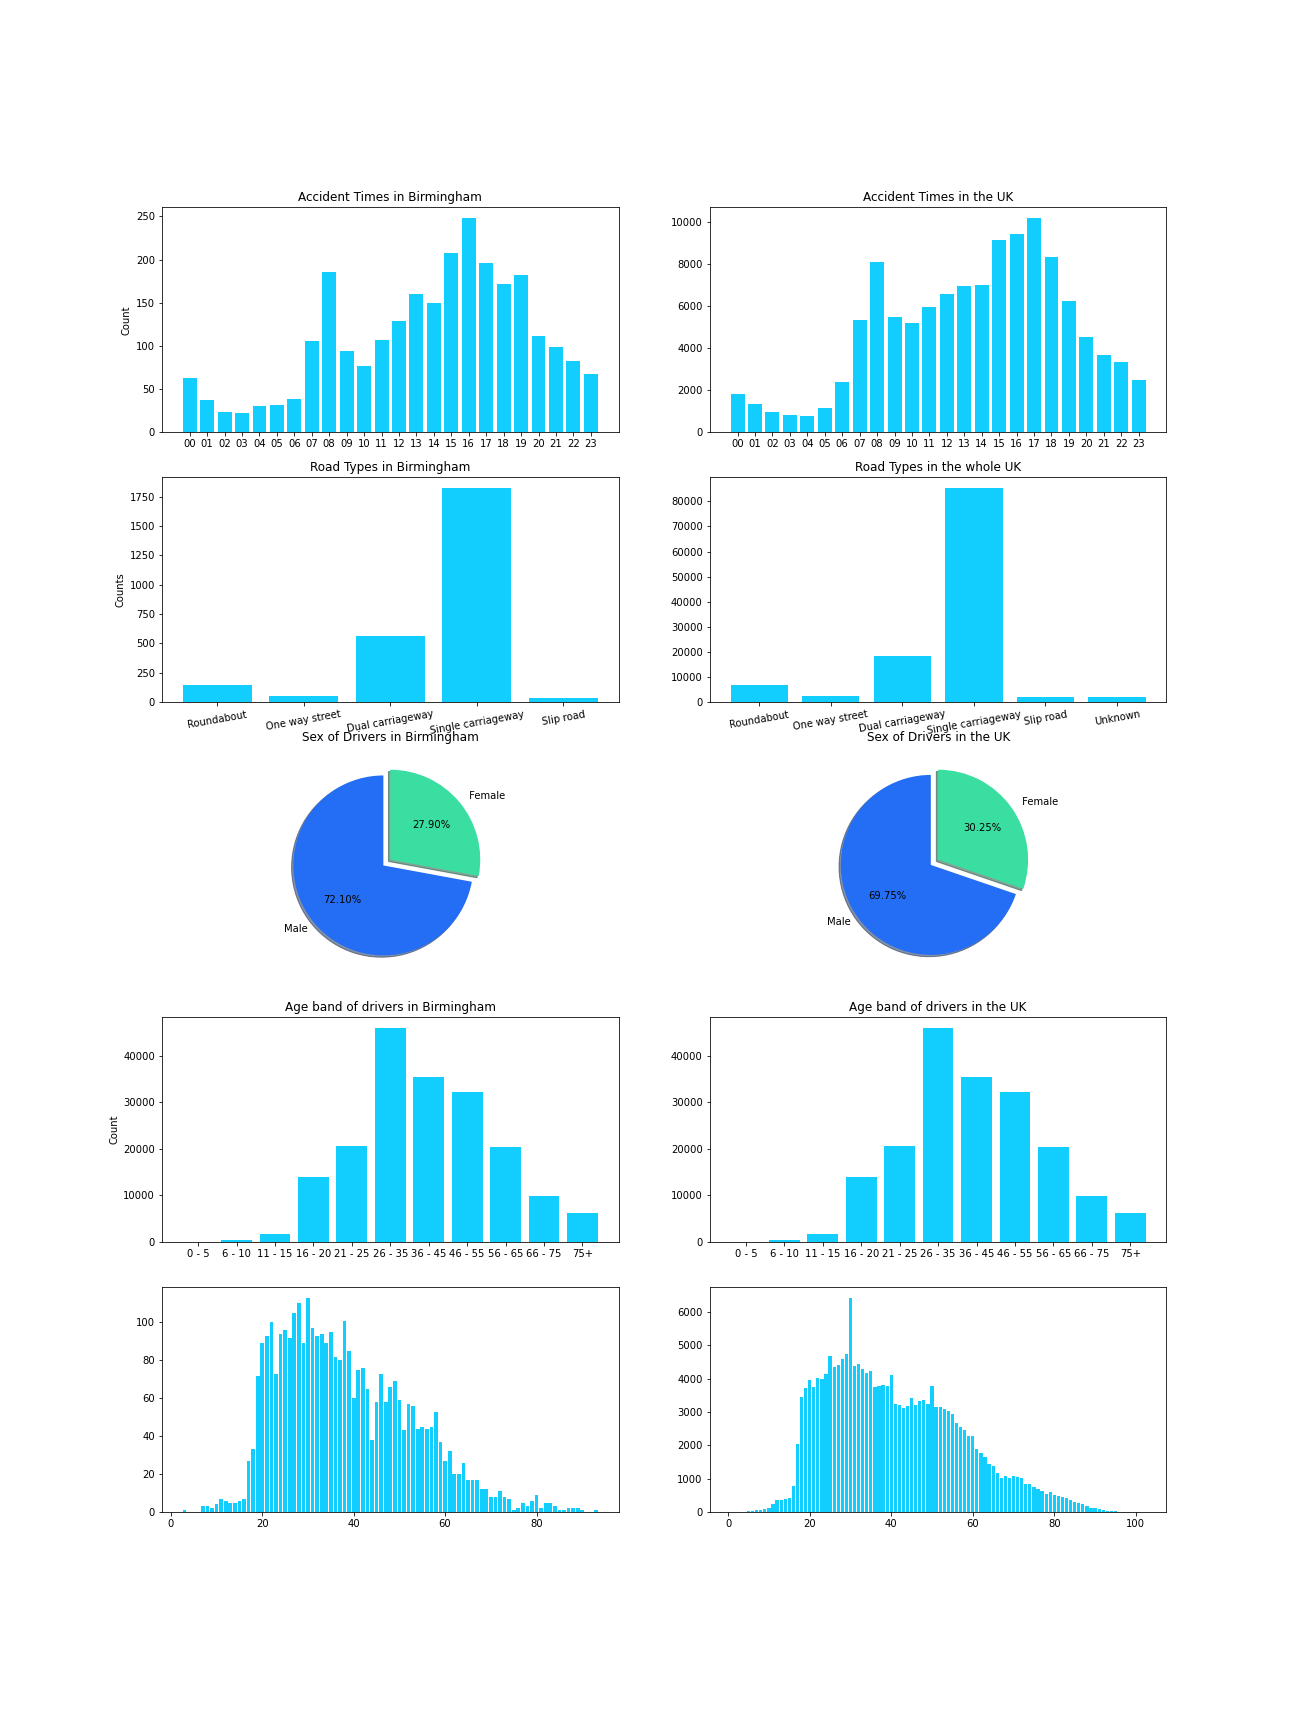 Accident Times in Birmingham
250
200
150
100
50
0
Count
00 01 02 03 04 05 06 07 08 09 10 11 12 13 14 15 16 17 18 19 20 21 22 23
Accident Times in the UK
10000
8000
6000
4000
2000
0
00 01 02 03 04 05 06 07 08 09 10 11 12 13 14 15 16 17 18 19 20 21 22 23
Road Types in Birmingham
1750
1500
1250
1000
750
500
250
0
Counts
Roundabout One way street Dual carriageway Single carriageway Slip road
Road Types in the whole UK
80000
70000
60000
50000
40000
30000
20000
10000
0
Roundabout One way street Dual carriageway Single carriageway Slip road Unknown
Sex of Drivers in Birmingham
Female
27.90%
72.10%
Male
Sex of Drivers in the UK
Female
30.25%
69.75%
Male
Age band of drivers in Birmingham
40000
30000
20000
10000
0
Count
0 - 5 6 - 10 11 - 15 16 - 20 21 - 25 26 - 35 36 - 45 46 - 55 56 - 65 66 - 75 75+
Age band of drivers in the UK
40000
30000
20000
10000
0
0 - 5 6 - 10 11 - 15 16 - 20 21 - 25 26 - 35 36 - 45 46 - 55 56 - 65 66 - 75 75+
100
80
60
40
20
0
0 20 40 60 80
6000
5000
4000
3000
2000
1000
0
0 20 40 60 80 100